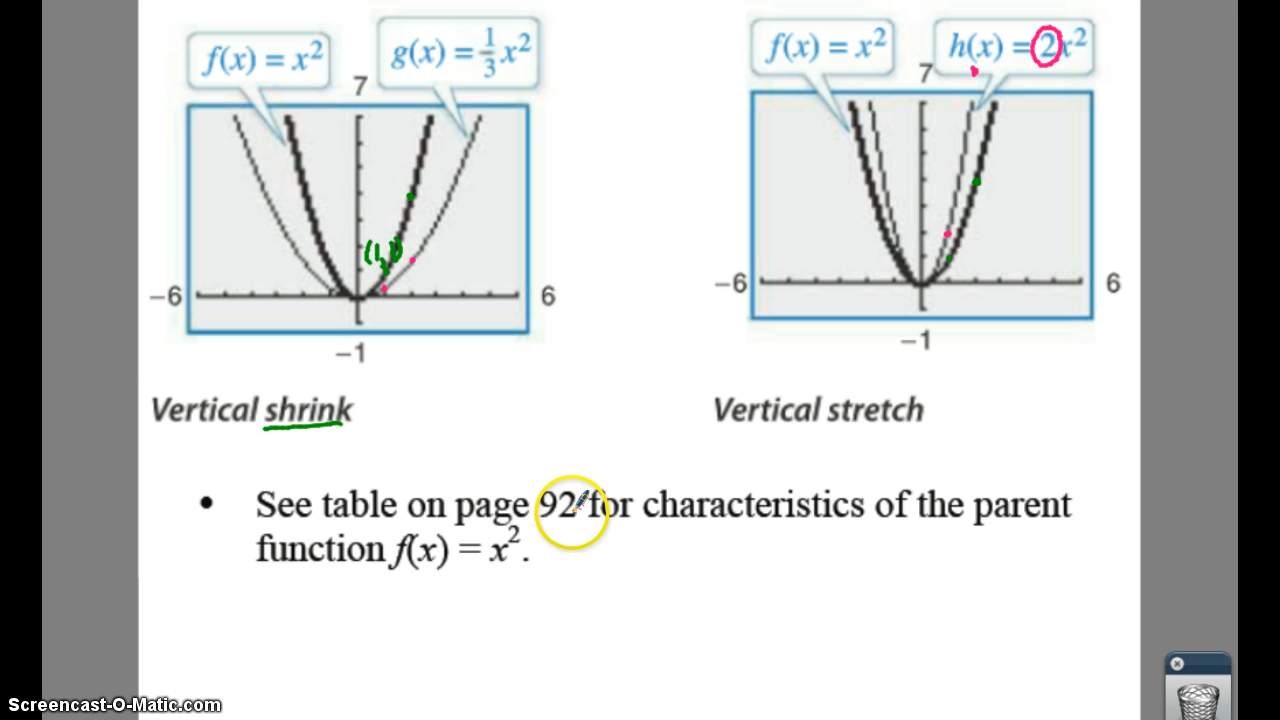 f(x) = x²
g(x) = 1/3 x²
7
(1,1)
−6
6
−1
Vertical shrink
f(x) = x²
h(x) = 2x²
7
−6
6
−1
Vertical stretch
• See table on page 92 for characteristics of the parent
function f(x) = x².
Screencast-O-Matic.com